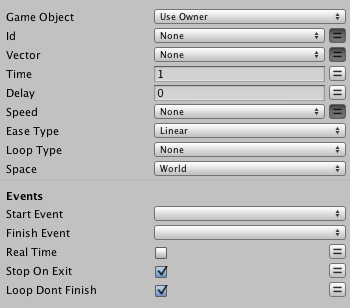 Game Object Use Owner
Id None
Vector None
Time 1
Delay 0
Speed None
Ease Type Linear
Loop Type None
Space World
Events
Start Event
Finish Event
Real Time
Stop On Exit
Loop Dont Finish